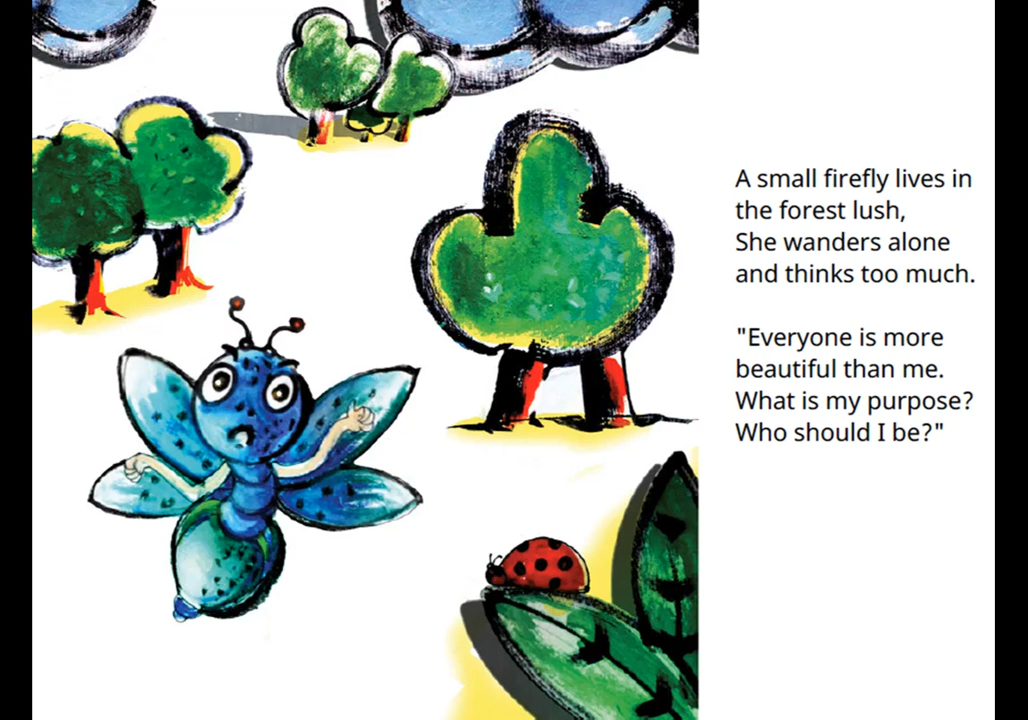 A small firefly lives in
the forest lush,
She wanders alone
and thinks too much.
"Everyone is more
beautiful than me.
What is my purpose?
Who should I be?"